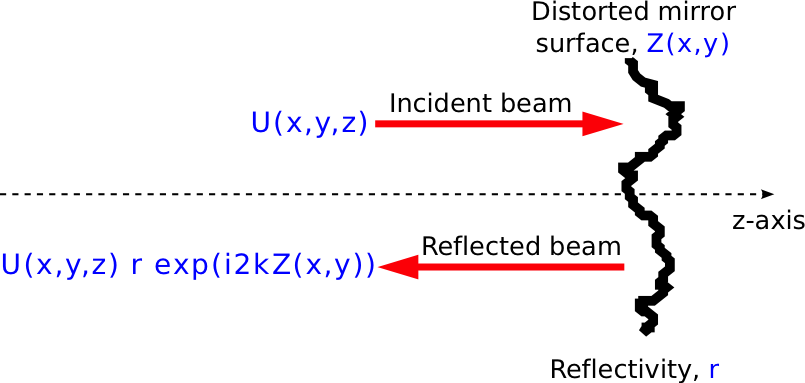 Distorted mirror
surface, Z(x,y)
Incident beam
U(x,y,z)
z-axis
Reflected beam
U(x,y,z) r exp(i2kZ(x,y))
Reflectivity, r